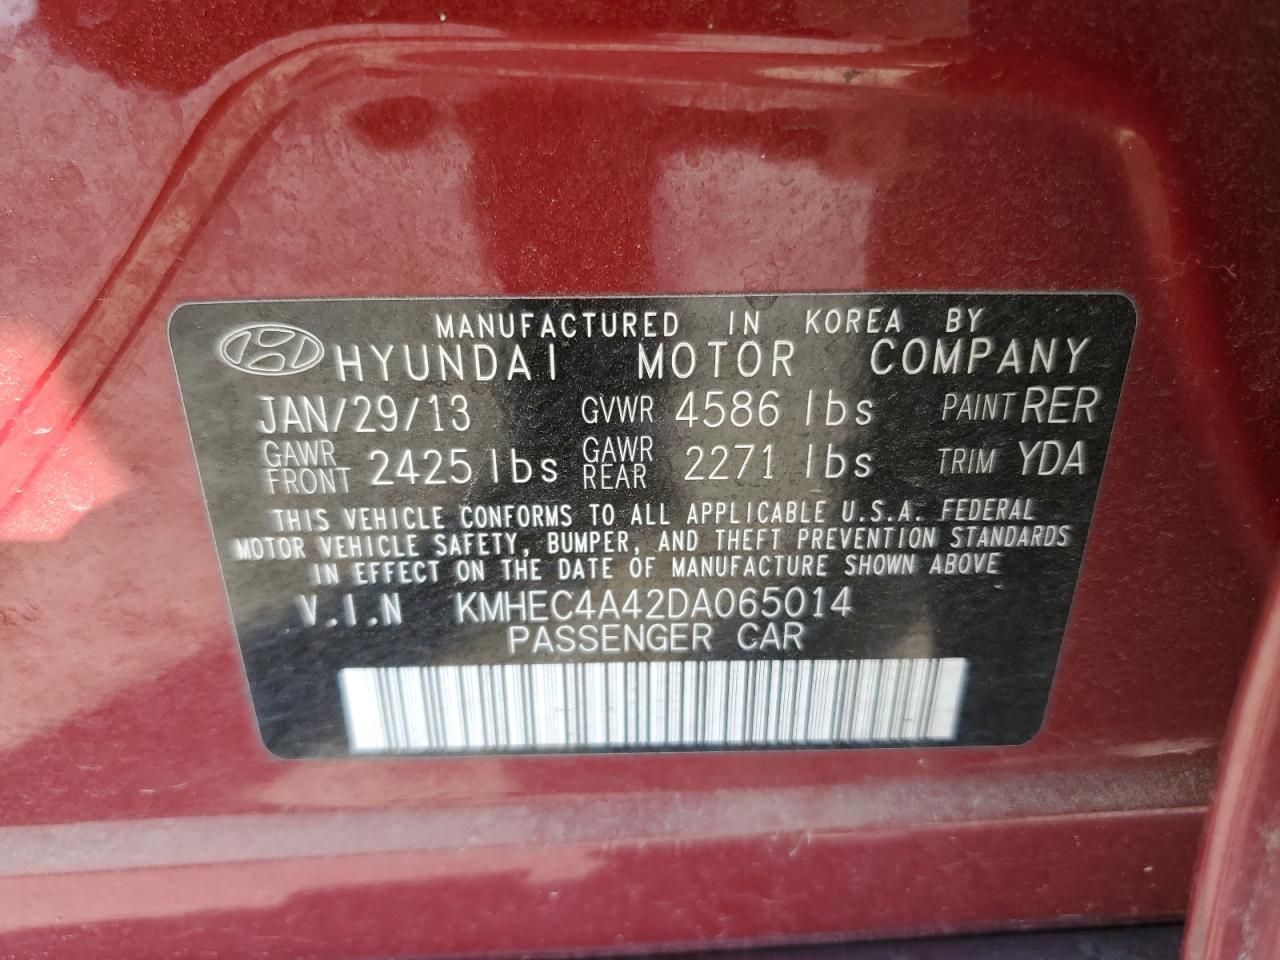 MANUFACTURED IN KOREA BY
HYUNDAI MOTOR COMPANY
JAN/29/13 GVWR 4586 lbs PAINT RER
GAWR FRONT 2425 lbs GAWR REAR 2271 lbs TRIM YDA
THIS VEHICLE CONFORMS TO ALL APPLICABLE U.S.A. FEDERAL
MOTOR VEHICLE SAFETY, BUMPER, AND THEFT PREVENTION STANDARDS
IN EFFECT ON THE DATE OF MANUFACTURE SHOWN ABOVE
V.I.N KMHEC4A42DA065014
PASSENGER CAR